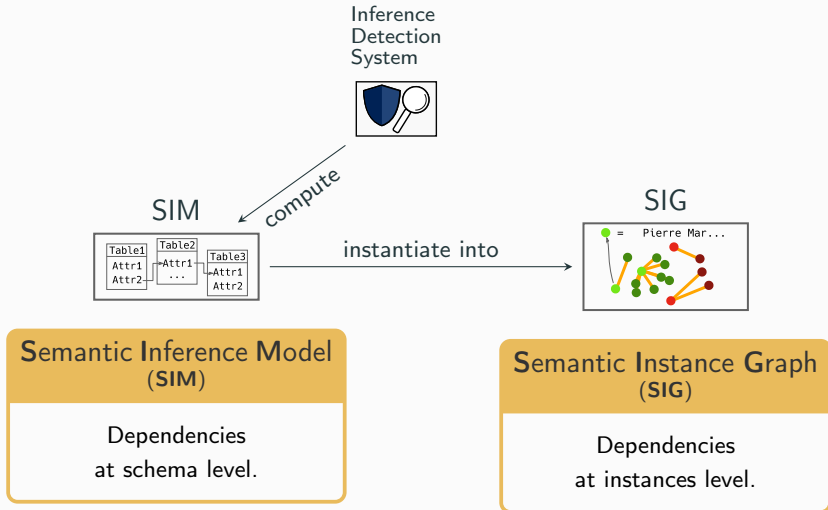 Inference
Detection
System
compute
SIM
Table1
Attr1
Attr2
Table2
Attr1
...
Table3
Attr1
Attr2
instantiate into
SIG
= Pierre Mar...
Semantic Inference Model
(SIM)
Dependencies
at schema level.
Semantic Instance Graph
(SIG)
Dependencies
at instances level.